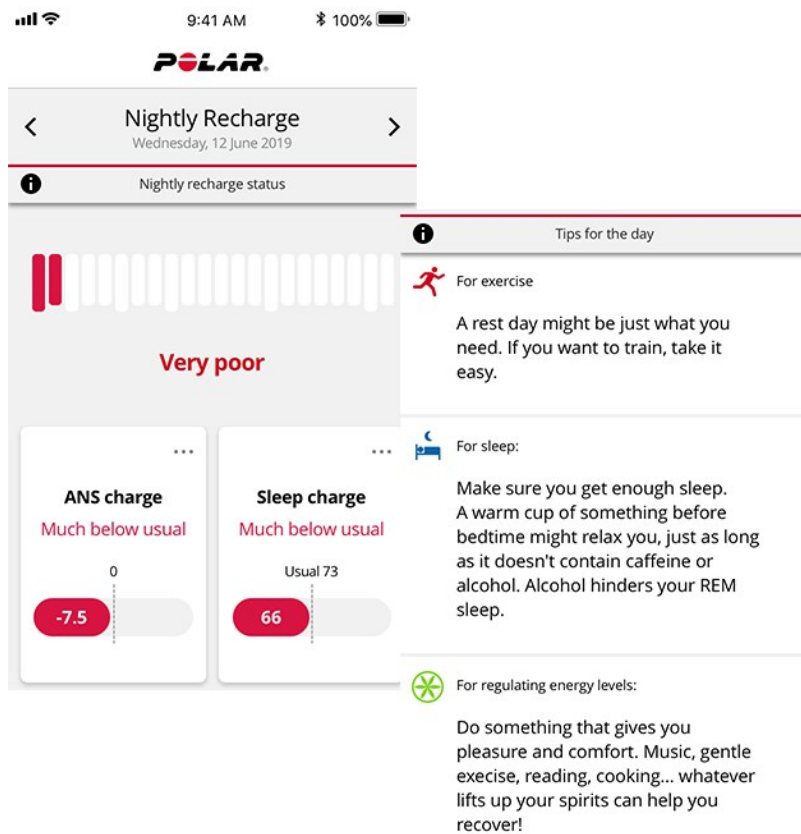 9:41 AM
100%
POLAR.
Nightly Recharge
Wednesday, 12 June 2019
Nightly recharge status
Very poor
ANS charge
Much below usual
0
-7.5
Sleep charge
Much below usual
Usual 73
66
Tips for the day
For exercise
A rest day might be just what you
need. If you want to train, take it
easy.
For sleep:
Make sure you get enough sleep.
A warm cup of something before
bedtime might relax you, just as long
as it doesn't contain caffeine or
alcohol. Alcohol hinders your REM
sleep.
For regulating energy levels:
Do something that gives you
pleasure and comfort. Music, gentle
execise, reading, cooking... whatever
lifts up your spirits can help you
recover!